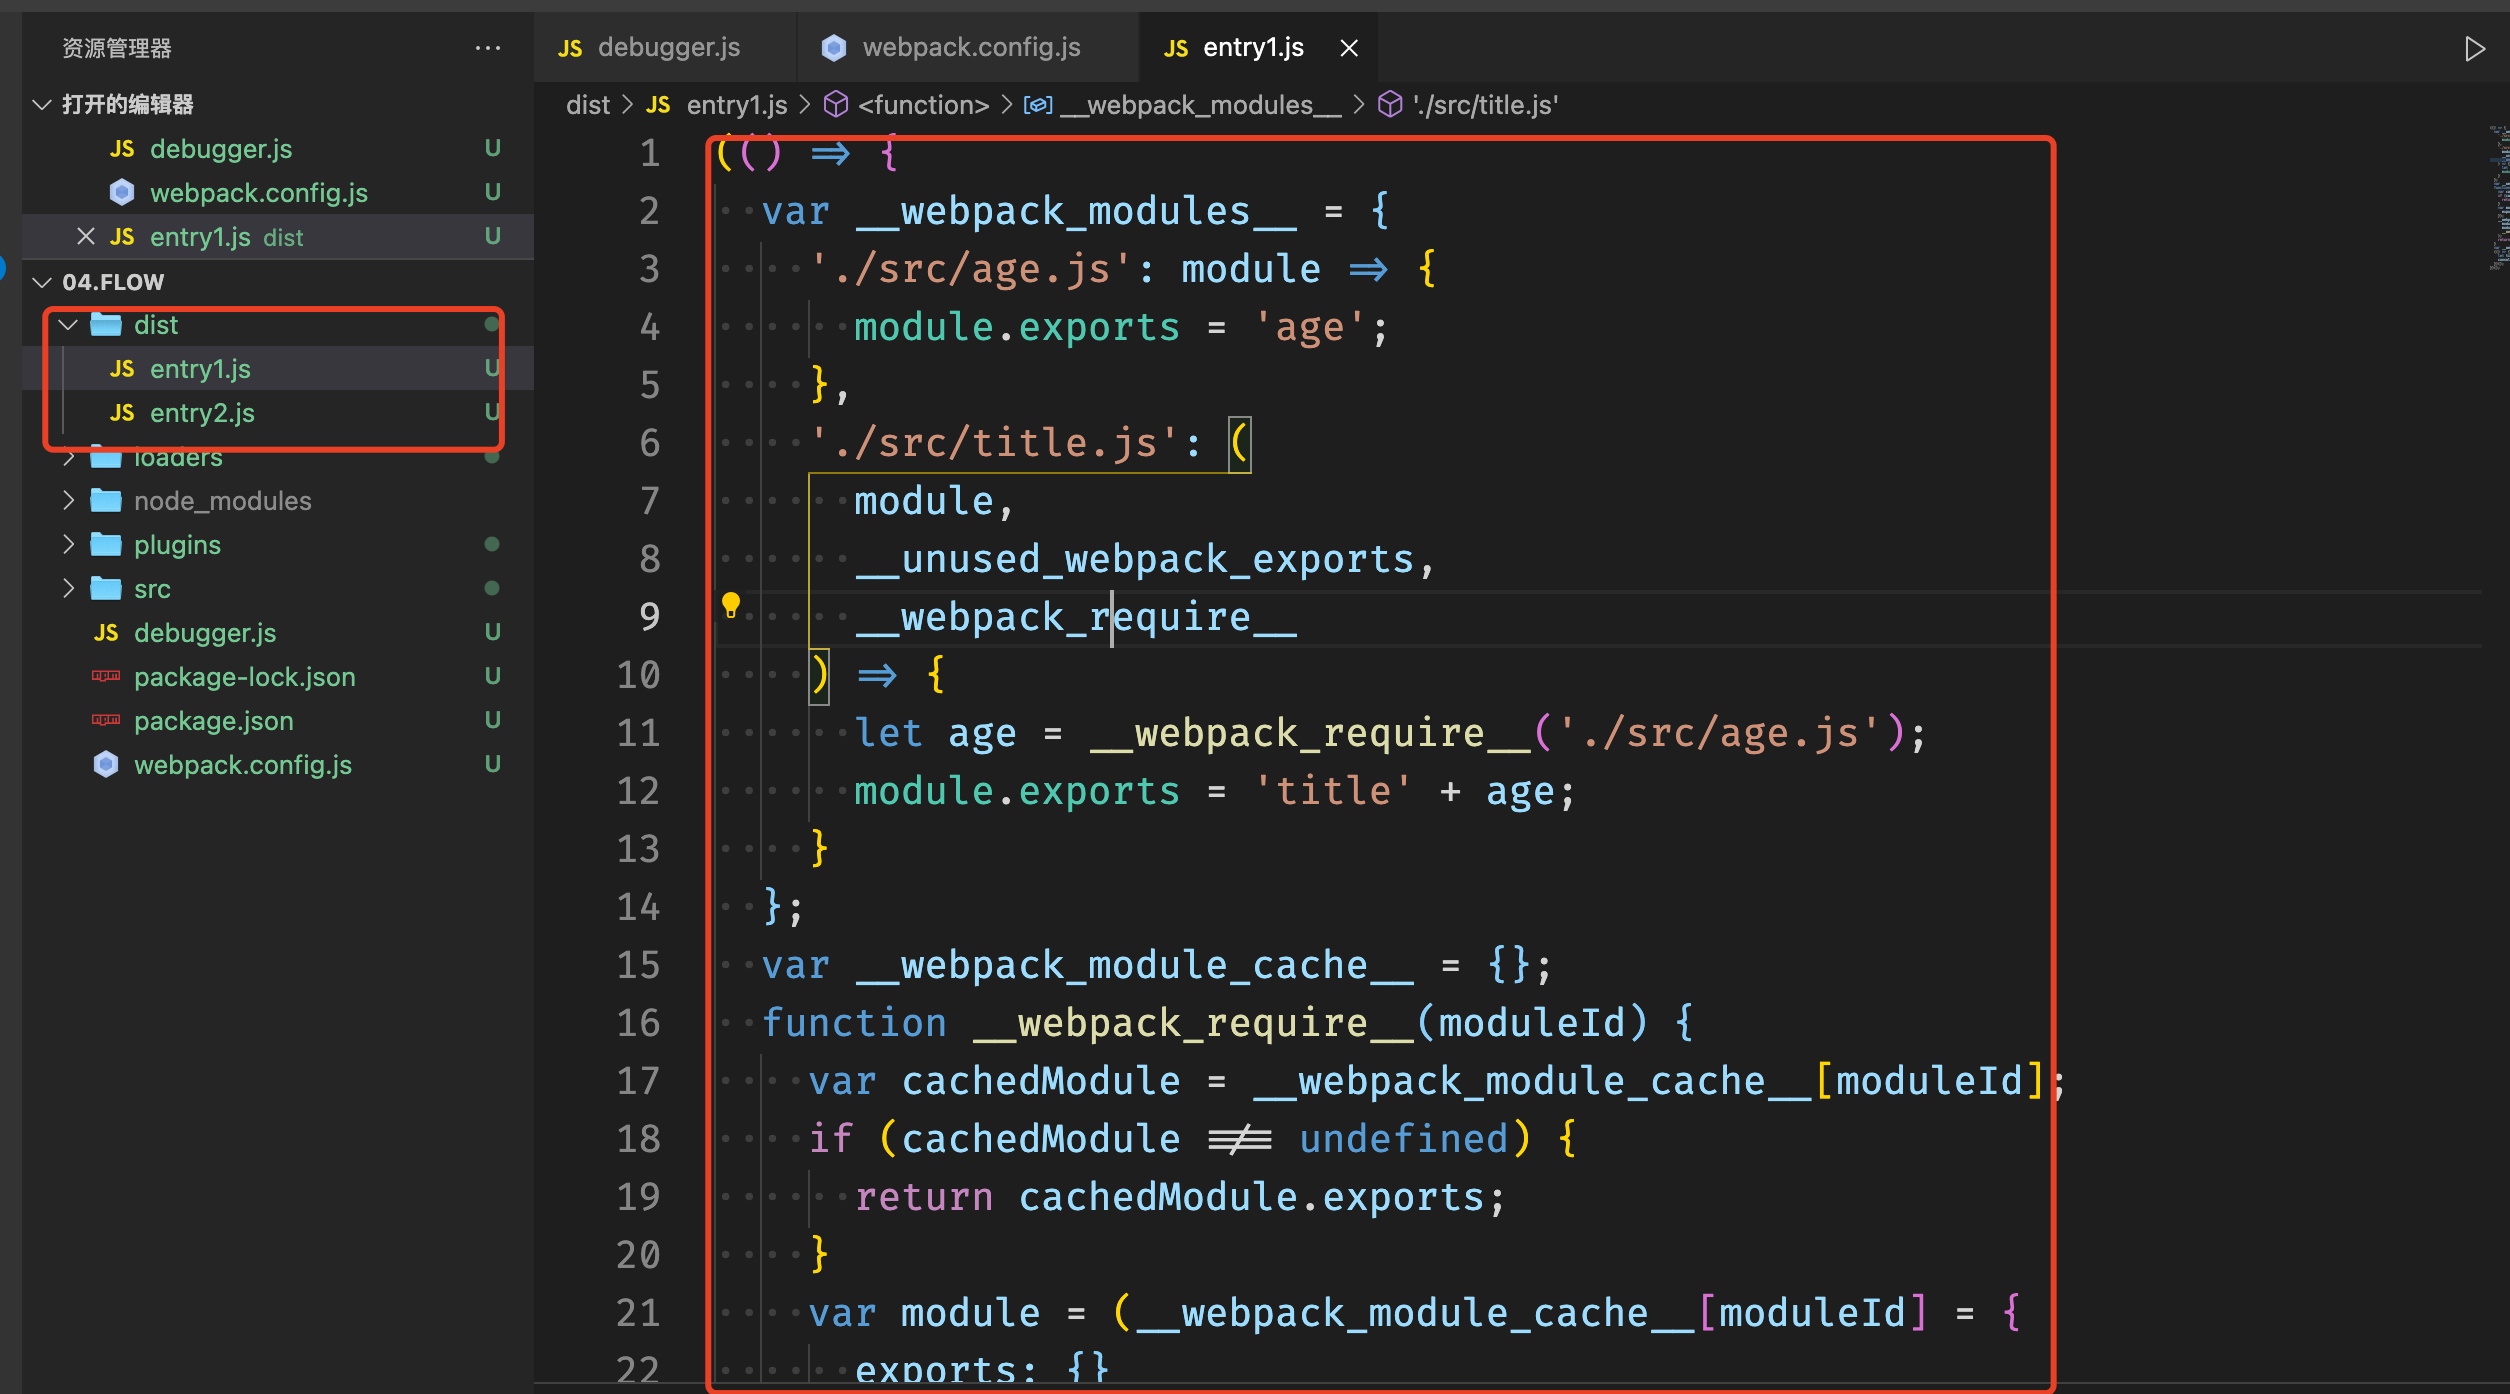 资源管理器 ···
打开的编辑器
JS debugger.js U
webpack.config.js U
JS entry1.js dist U
04.FLOW
dist
JS entry1.js U
JS entry2.js U
loaders
node_modules
plugins
src
JS debugger.js U
package-lock.json U
package.json U
webpack.config.js U
JS debugger.js webpack.config.js JS entry1.js
dist > JS entry1.js > <function> > __webpack_modules__ > './src/title.js'
1 (() => {
2 var __webpack_modules__ = {
3 './src/age.js': module => {
4 module.exports = 'age';
5 },
6 './src/title.js': (
7 module,
8 __unused_webpack_exports,
9 __webpack_require__
10 ) => {
11 let age = __webpack_require__('./src/age.js');
12 module.exports = 'title' + age;
13 }
14 };
15 var __webpack_module_cache__ = {};
16 function __webpack_require__(moduleId) {
17 var cachedModule = __webpack_module_cache__[moduleId];
18 if (cachedModule !== undefined) {
19 return cachedModule.exports;
20 }
21 var module = (__webpack_module_cache__[moduleId] = {
22 exports: {}